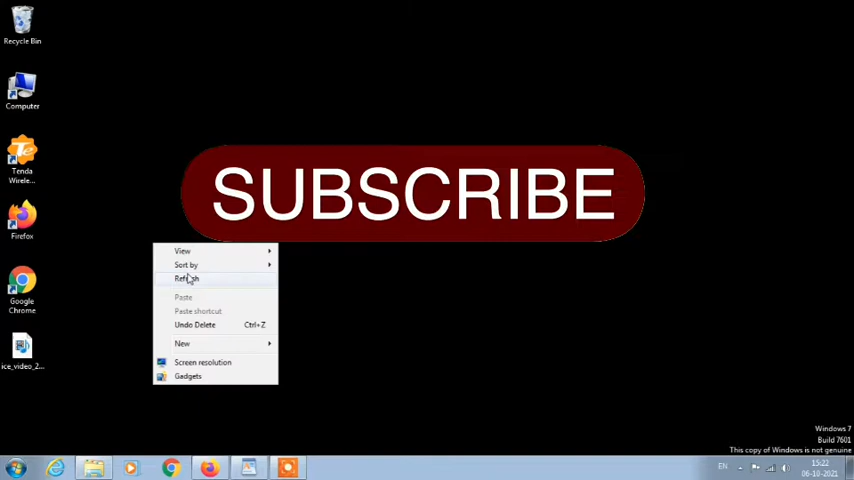 Recycle Bin
Computer
Tenda
Wirele...
Firefox
Google
Chrome
ice_video_2...
SUBSCRIBE
View
Sort by
Refresh
Paste
Paste shortcut
Undo Delete Ctrl+Z
New
Screen resolution
Gadgets
Windows 7
Build 7601
This copy of Windows is not genuine
EN
15:22
06-10-2021